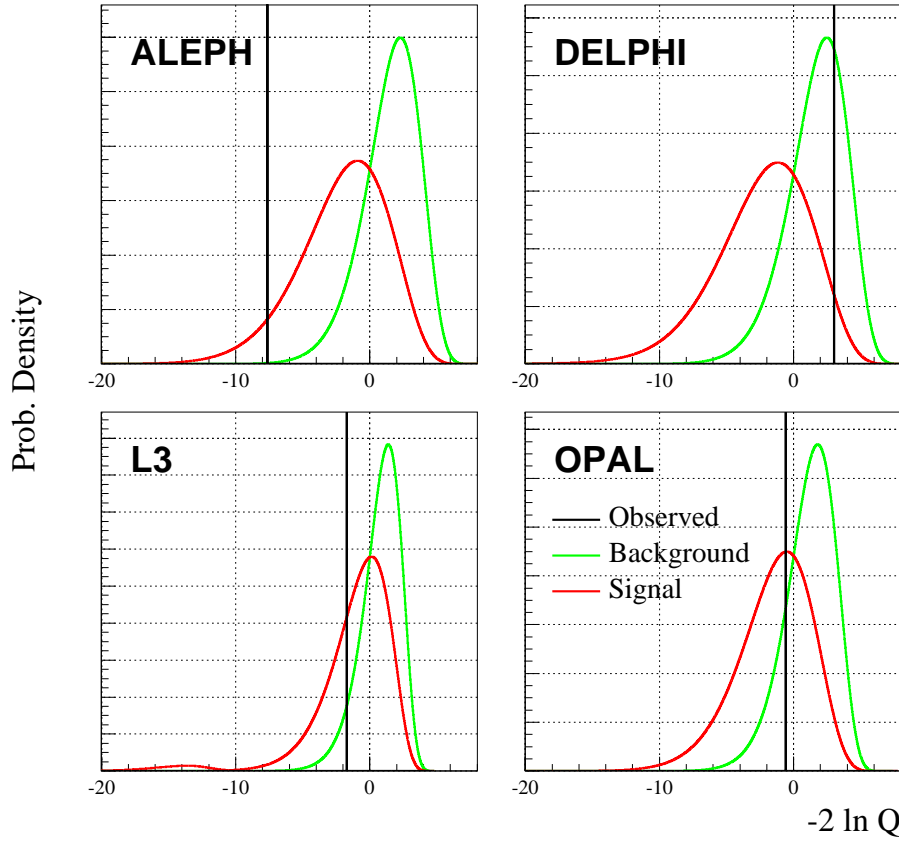 Prob. Density
ALEPH
-20
-10
0
DELPHI
-20
-10
0
L3
-20
-10
0
OPAL
Observed
Background
Signal
-20
-10
0
-2 ln Q